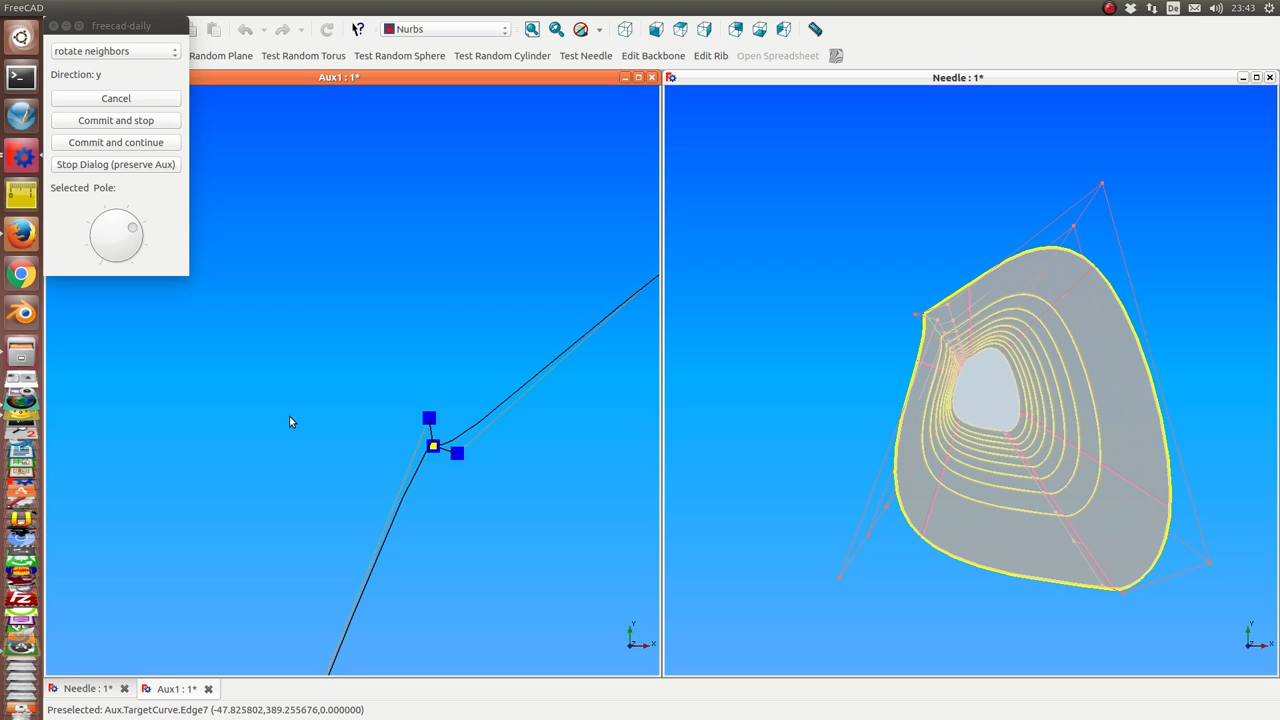 FreeCAD
De
23:43
freecad-daily
Nurbs
rotate neighbors
Random Plane
Test Random Torus
Test Random Sphere
Test Random Cylinder
Test Needle
Edit Backbone
Edit Rib
Open Spreadsheet
Direction: y
Aux1 : 1*
Needle : 1*
Cancel
Commit and stop
Commit and continue
Stop Dialog (preserve Aux)
Selected Pole:
Y
X
Y
X
Needle : 1*
Aux1 : 1*
Preselected: Aux.TargetCurve.Edge7 (-47.825802,389.255676,0.000000)